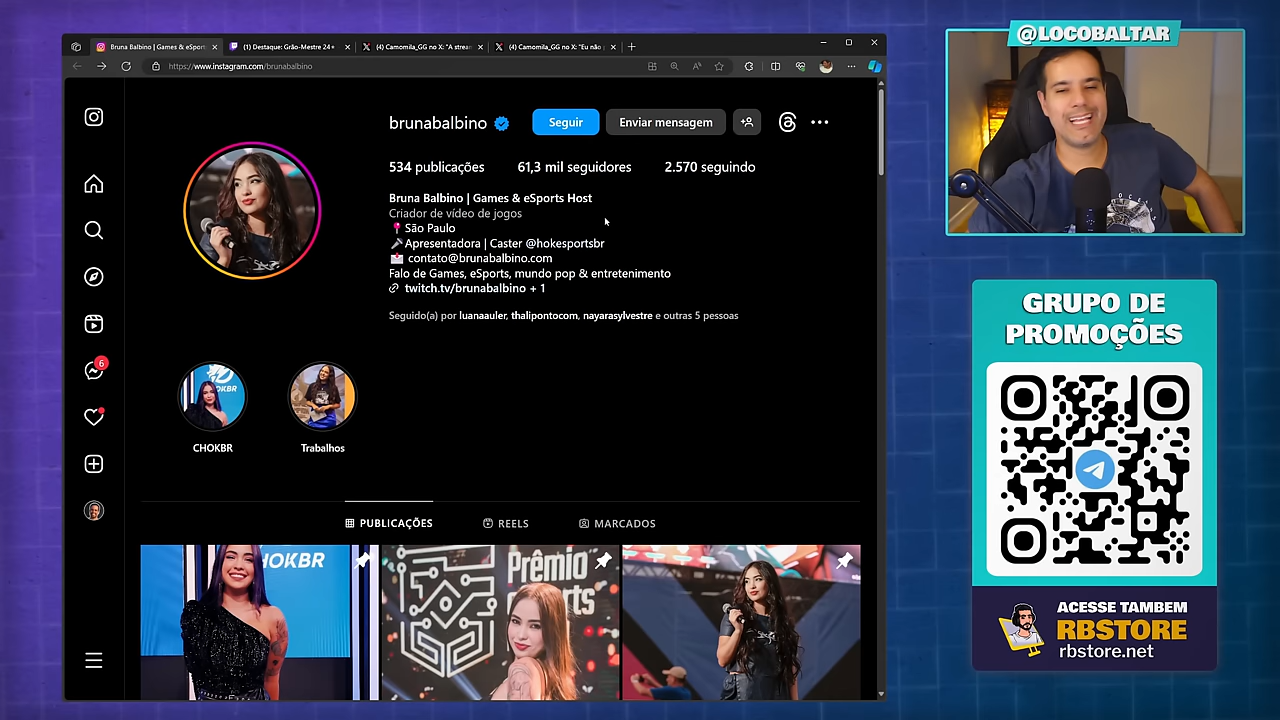 Bruna Balbino | Games & eSport
(1) Destaque: Grão-Mestre 24+
(4) Camomila_GG no X: "A strean
(4) Camomila_GG no X: "Eu não p
https://www.instagram.com/brunabalbino
@LOCOBALTAR
brunabalbino
Seguir
Enviar mensagem
534 publicações
61,3 mil seguidores
2.570 seguindo
Bruna Balbino | Games & eSports Host
Criador de vídeo de jogos
São Paulo
Apresentadora | Caster @hokesportsbr
contato@brunabalbino.com
Falo de Games, eSports, mundo pop & entretenimento
twitch.tv/brunabalbino + 1
Seguido(a) por luanaauler, thalipontocom, nayarasylvestre e outras 5 pessoas
6
OKBR
CHOKBR
Trabalhos
PUBLICAÇÕES
REELS
MARCADOS
HOKBR
Prêmio
GRUPO DE
PROMOÇÕES
ACESSE TAMBEM
RBSTORE
rbstore.net